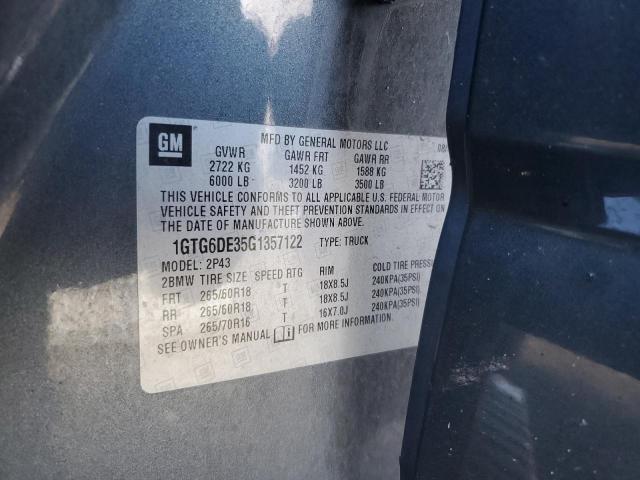 GM
MFD BY GENERAL MOTORS LLC
GVWR GAWR FRT GAWR RR
2722 KG 1452 KG 1588 KG
6000 LB 3200 LB 3500 LB
THIS VEHICLE CONFORMS TO ALL APPLICABLE U.S. FEDERAL MOTOR
VEHICLE SAFETY AND THEFT PREVENTION STANDARDS IN EFFECT
DATE OF MANUFACTURE SHOWN ABOVE.
1GTG6DE35G1357122 TYPE: TRUCK
MODEL: 2P43
2BMW TIRE SIZE SPEED RTG RIM COLD TIRE PRESSU
FRT 265/60R18 T 18X8.5J 240KPA(35PSI)
RR 265/60R18 T 18X8.5J 240KPA(35PSI)
SPA 265/70R16 T 16X7.0J 240KPA(35PSI)
SEE OWNER'S MANUAL i FOR MORE INFORMATION.